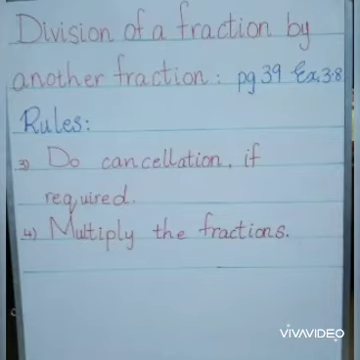 Division of a fraction by
another fraction: pg 39 Ex.3.8
Rules:
3) Do cancellation, if
required.
4) Multiply the fractions.
VIVAVIDEO